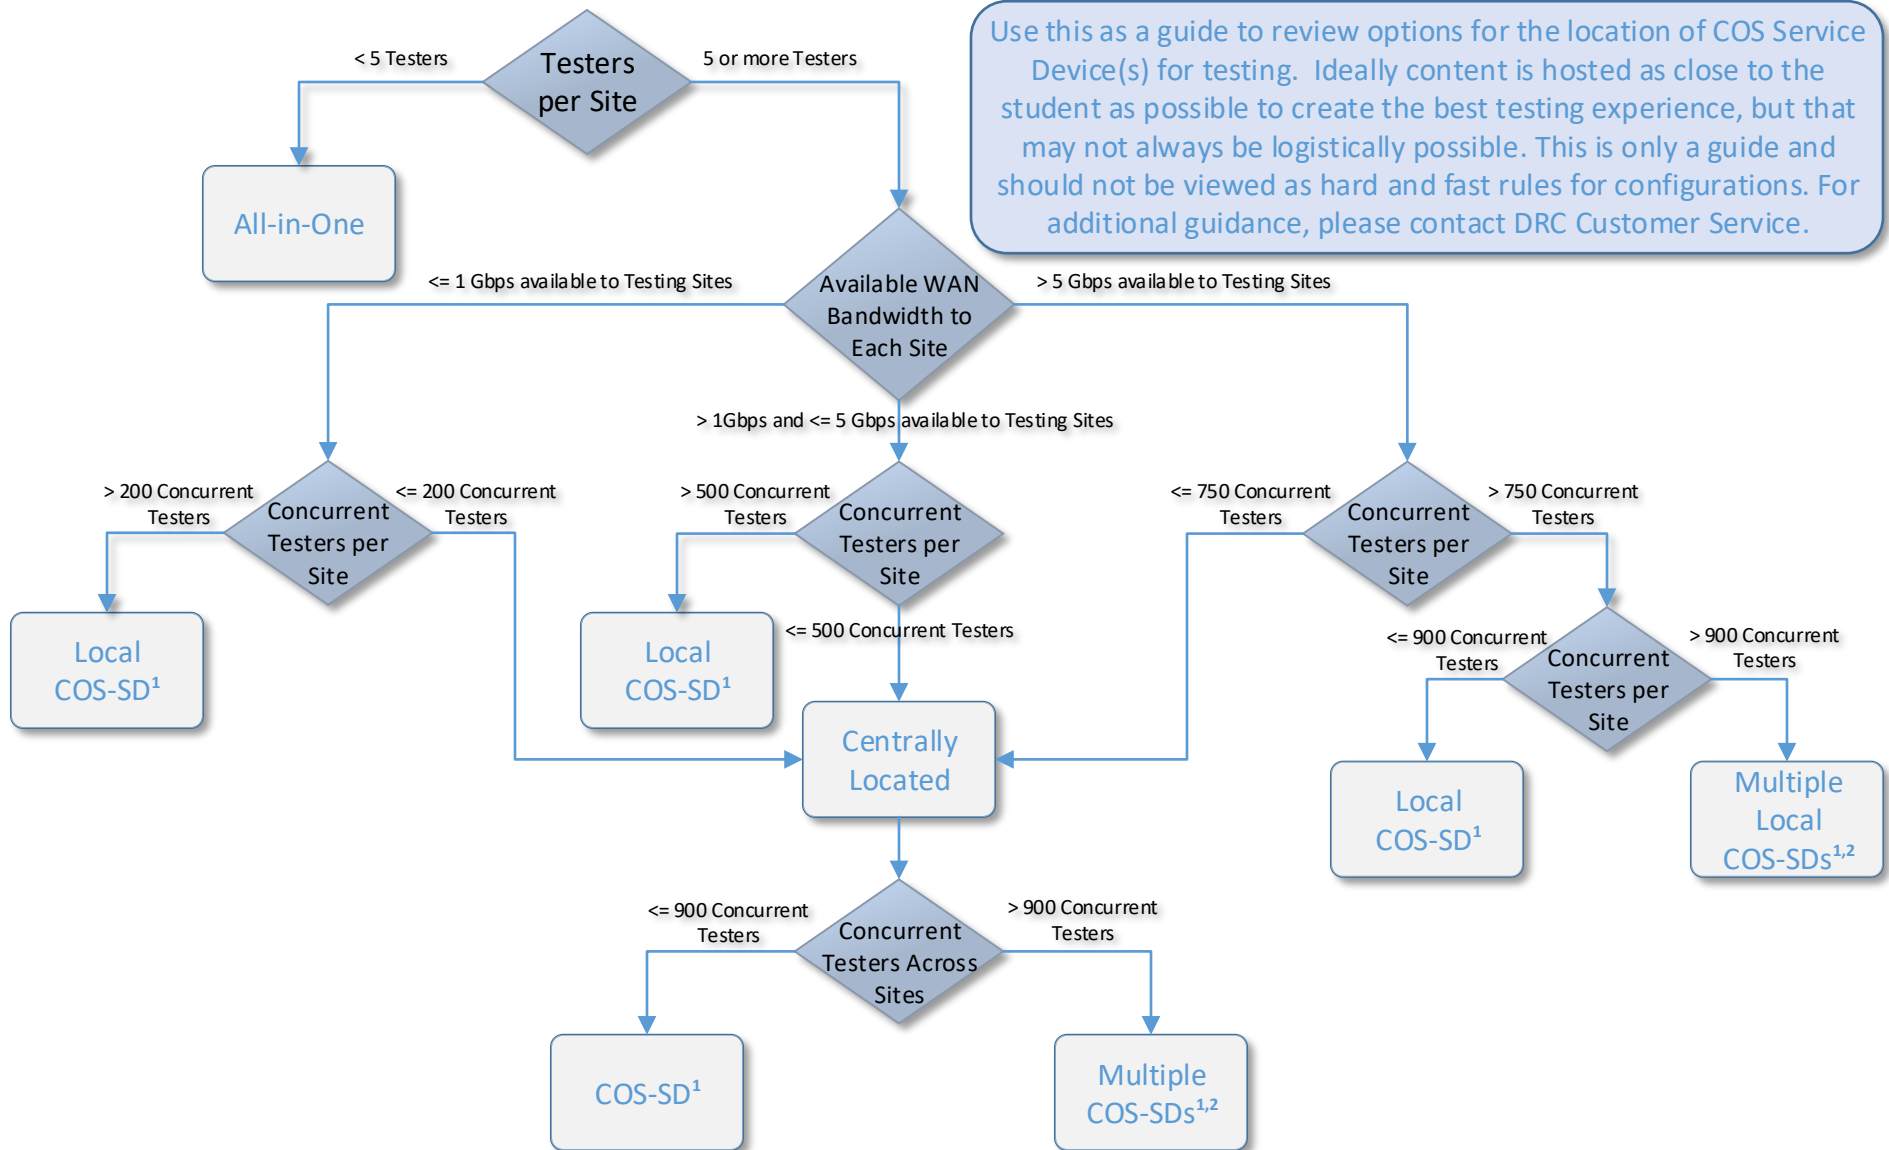 Use this as a guide to review options for the location of COS Service
Device(s) for testing. Ideally content is hosted as close to the
student as possible to create the best testing experience, but that
may not always be logistically possible. This is only a guide and
should not be viewed as hard and fast rules for configurations. For
additional guidance, please contact DRC Customer Service.
< 5 Testers
Testers
per Site
5 or more Testers
All-in-One
<= 1 Gbps available to Testing Sites
Available WAN
Bandwidth to
Each Site
> 5 Gbps available to Testing Sites
> 1Gbps and <= 5 Gbps available to Testing Sites
> 200 Concurrent
Testers
Concurrent
Testers per
Site
<= 200 Concurrent
Testers
> 500 Concurrent
Testers
Concurrent
Testers per
Site
<= 750 Concurrent
Testers
Concurrent
Testers per
Site
> 750 Concurrent
Testers
Local
COS-SD¹
Local
COS-SD¹
<= 500 Concurrent Testers
<= 900 Concurrent
Testers
Concurrent
Testers per
Site
> 900 Concurrent
Testers
Centrally
Located
Local
COS-SD¹
Multiple
Local
COS-SDs¹,²
<= 900 Concurrent
Testers
Concurrent
Testers Across
Sites
> 900 Concurrent
Testers
COS-SD¹
Multiple
COS-SDs¹,²